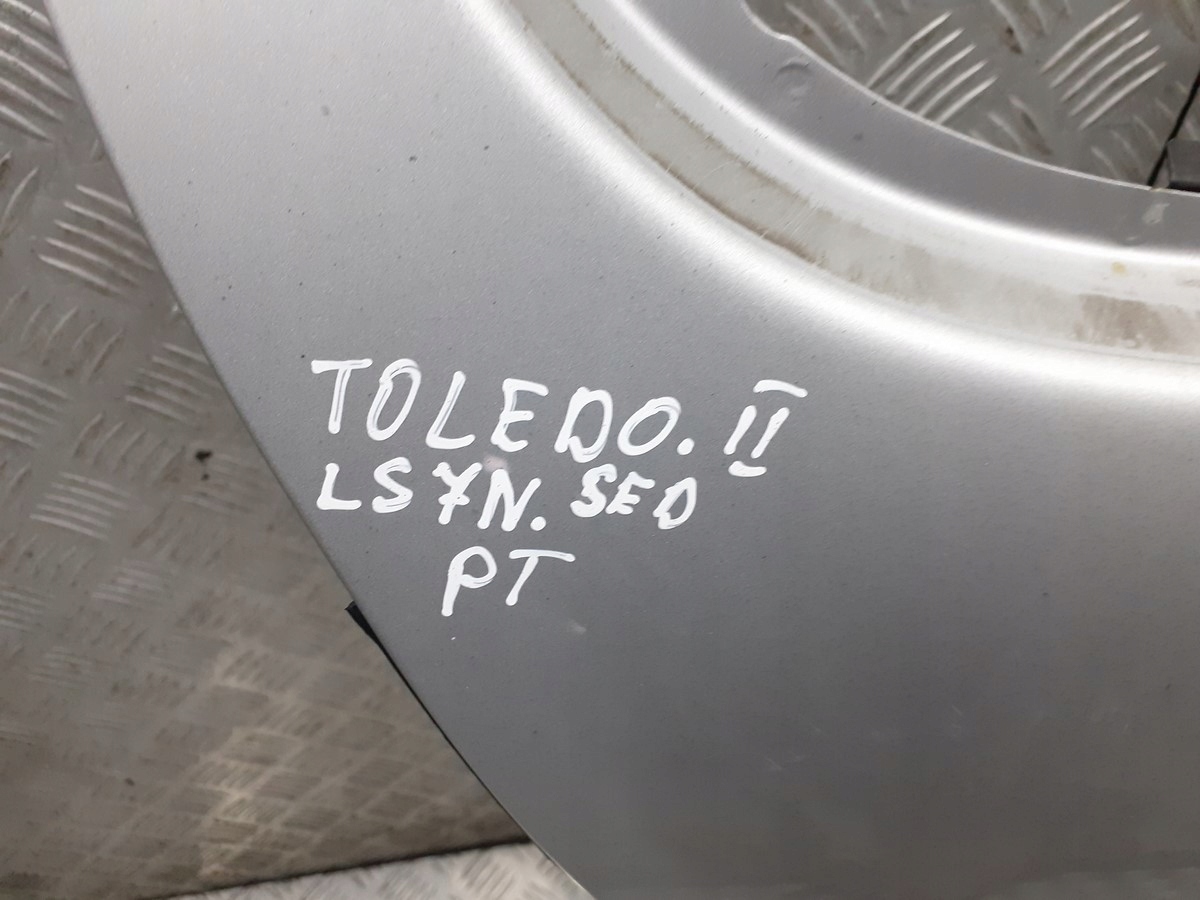 TOLEDO. II
LS7N. SED
PT